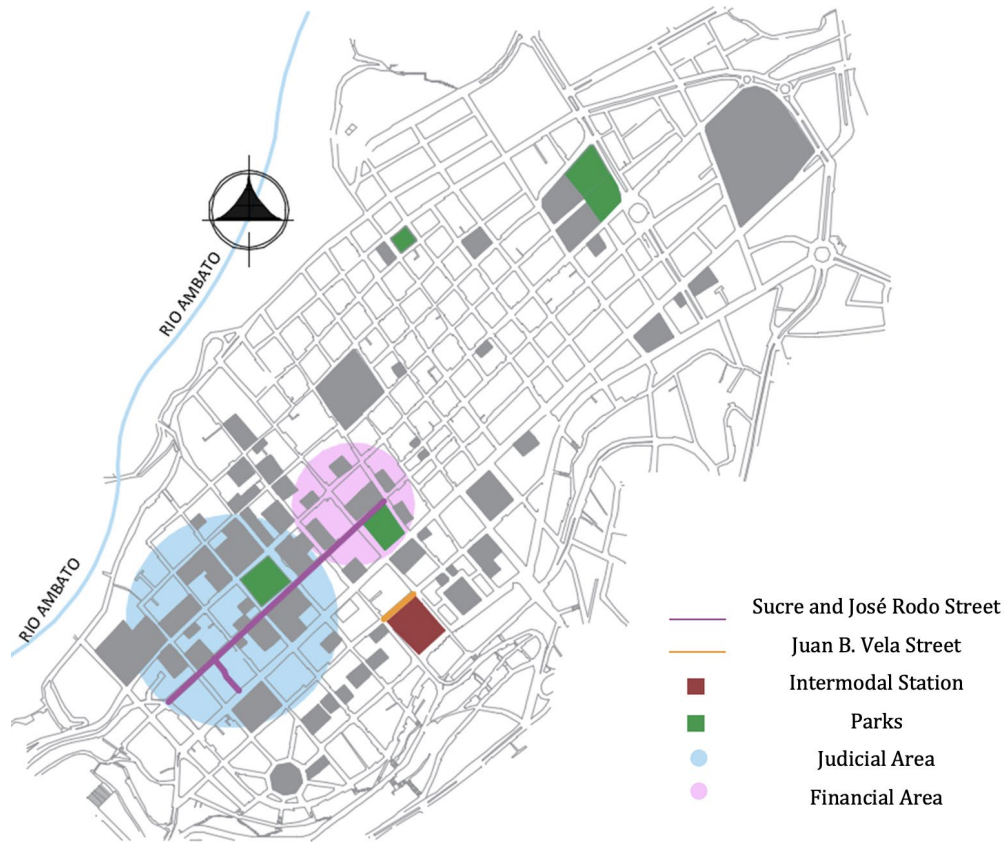 RIO AMBATO
RIO AMBATO
Sucre and José Rodo Street
Juan B. Vela Street
Intermodal Station
Parks
Judicial Area
Financial Area